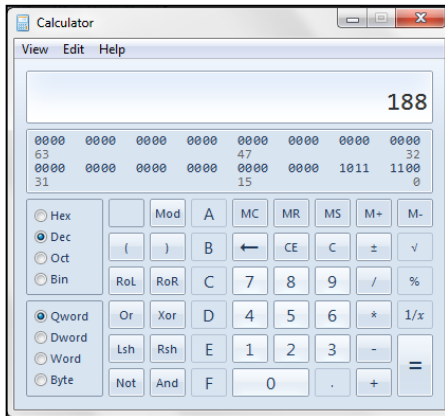 Calculator
View Edit Help
188
0000 0000 0000 0000 0000 0000 0000 0000
63 47 32
0000 0000 0000 0000 0000 0000 1011 1100
31 15 0
Hex Mod A MC MR MS M+ M-
Dec ( ) B ← CE C ± √
Oct
Bin RoL RoR C 7 8 9 / %
Qword Or Xor D 4 5 6 * 1/x
Dword
Word Lsh Rsh E 1 2 3 - =
Byte Not And F 0 . +